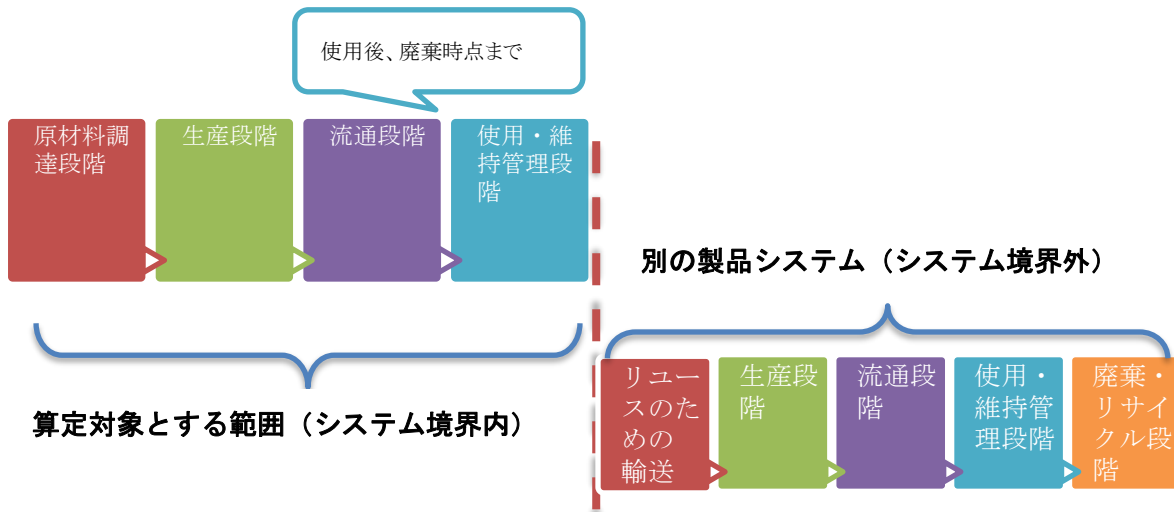 使用後、廃棄時点まで
原材料調
達段階
生産段階
流通段階
使用・維
持管理段
階
別の製品システム（システム境界外）
算定対象とする範囲（システム境界内）
リユー
スのた
めの
輸送
生産段
階
流通段
階
使用・
維持管
理段階
廃棄・
リサイ
クル段
階